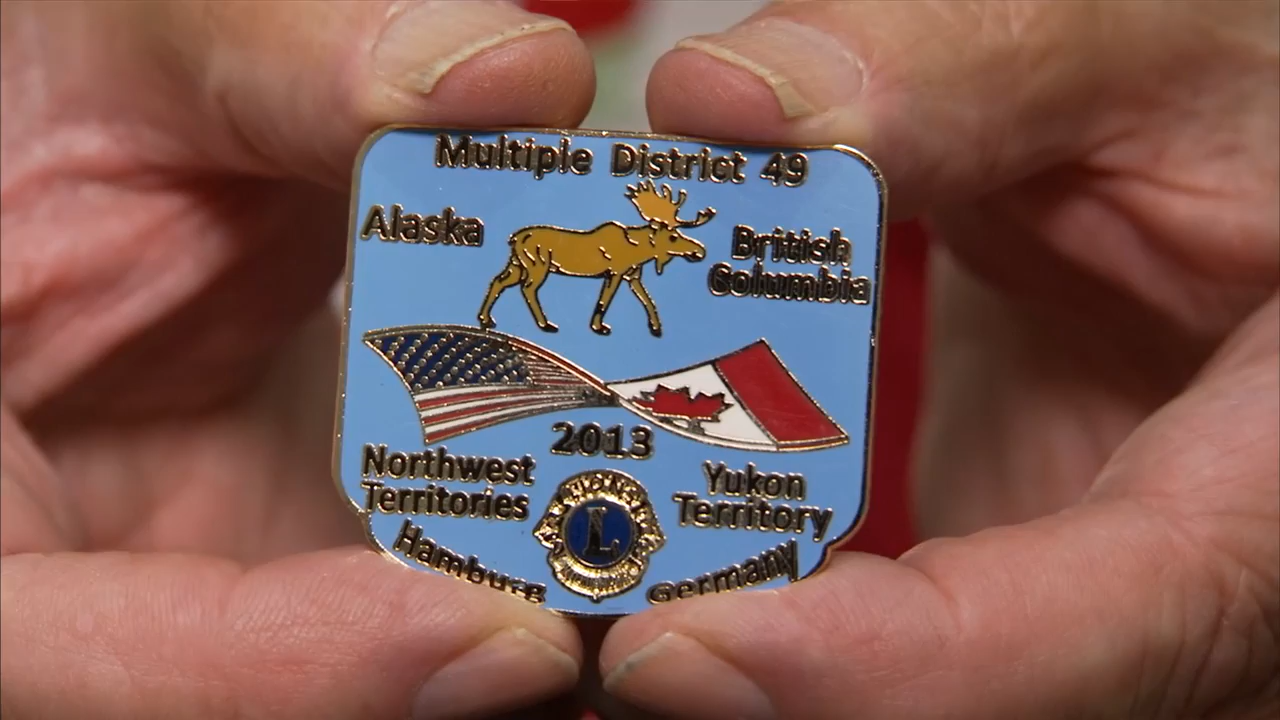 Multiple District 49
Alaska
British
Columbia
2013
Northwest
Territories
Yukon
Territory
L
Hamburg
Germany